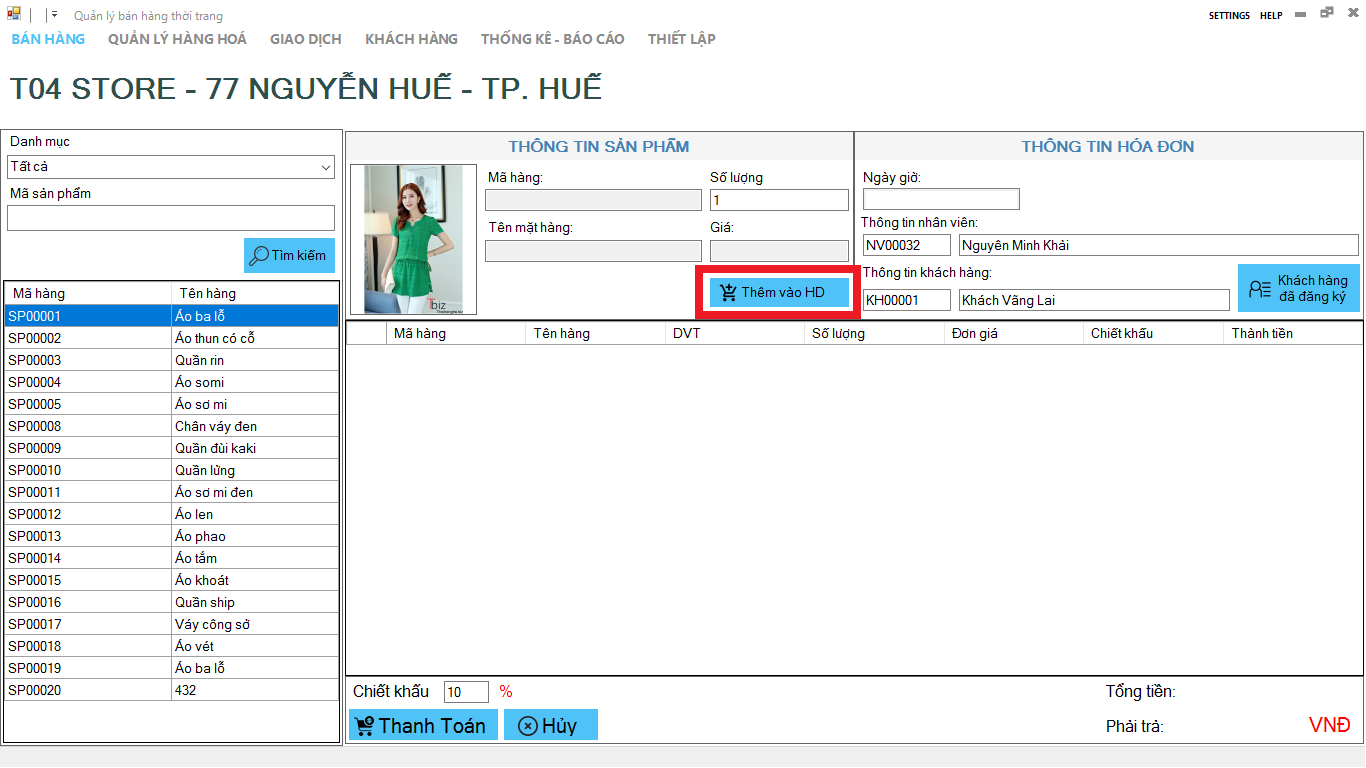 Quản lý bán hàng thời trang
SETTINGS HELP
BÁN HÀNG QUẢN LÝ HÀNG HOÁ GIAO DỊCH KHÁCH HÀNG THỐNG KÊ - BÁO CÁO THIẾT LẬP
T04 STORE - 77 NGUYỄN HUẾ - TP. HUẾ
Danh mục
Tất cả
Mã sản phẩm
Tìm kiếm
Mã hàng Tên hàng
SP00001 Áo ba lỗ
SP00002 Áo thun có cỗ
SP00003 Quần rin
SP00004 Áo somi
SP00005 Áo sơ mi
SP00008 Chân váy đen
SP00009 Quần đùi kaki
SP00010 Quần lửng
SP00011 Áo sơ mi đen
SP00012 Áo len
SP00013 Áo phao
SP00014 Áo tắm
SP00015 Áo khoát
SP00016 Quần ship
SP00017 Váy công sở
SP00018 Áo vét
SP00019 Áo ba lỗ
SP00020 432
THÔNG TIN SẢN PHẨM
Mã hàng: Số lượng
1
Tên mặt hàng: Giá:
Thêm vào HD
THÔNG TIN HÓA ĐƠN
Ngày giờ:
Thông tin nhân viên:
NV00032 Nguyên Minh Khải
Thông tin khách hàng:
KH00001 Khách Vãng Lai
Khách hàng
đã đăng ký
Mã hàng Tên hàng DVT Số lượng Đơn giá Chiết khấu Thành tiền
Chiết khấu 10 %
Thanh Toán Hủy
Tổng tiền:
Phải trả: VNĐ